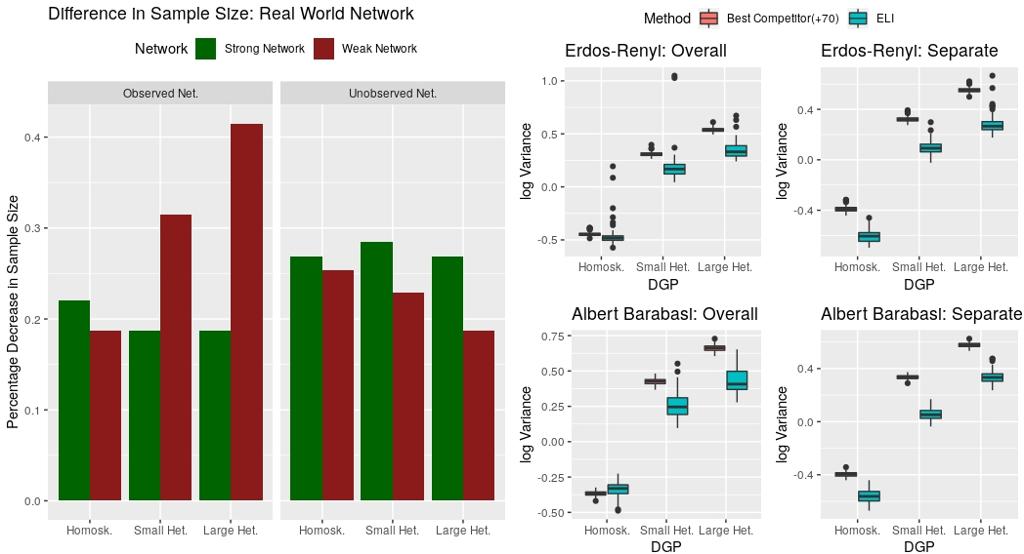 Difference in Sample Size: Real World Network
Network Strong Network Weak Network
Observed Net. Unobserved Net.
Percentage Decrease in Sample Size
0.4
0.3
0.2
0.1
0.0
Homosk. Small Het. Large Het. Homosk. Small Het. Large Het.
Method Best Competitor(+70) ELI
Erdos-Renyl: Overall
log Variance
1.0
0.5
0.0
-0.5
Homosk. Small Het. Large Het.
DGP
Erdos-Renyl: Separate
log Variance
0.4
0.0
-0.4
Homosk. Small Het. Large Het.
DGP
Albert Barabasl: Overall
log Variance
0.75
0.50
0.25
0.00
-0.25
-0.50
Homosk. Small Het. Large Het.
DGP
Albert Barabasl: Separate
log Variance
0.4
0.0
-0.4
Homosk. Small Het. Large Het.
DGP